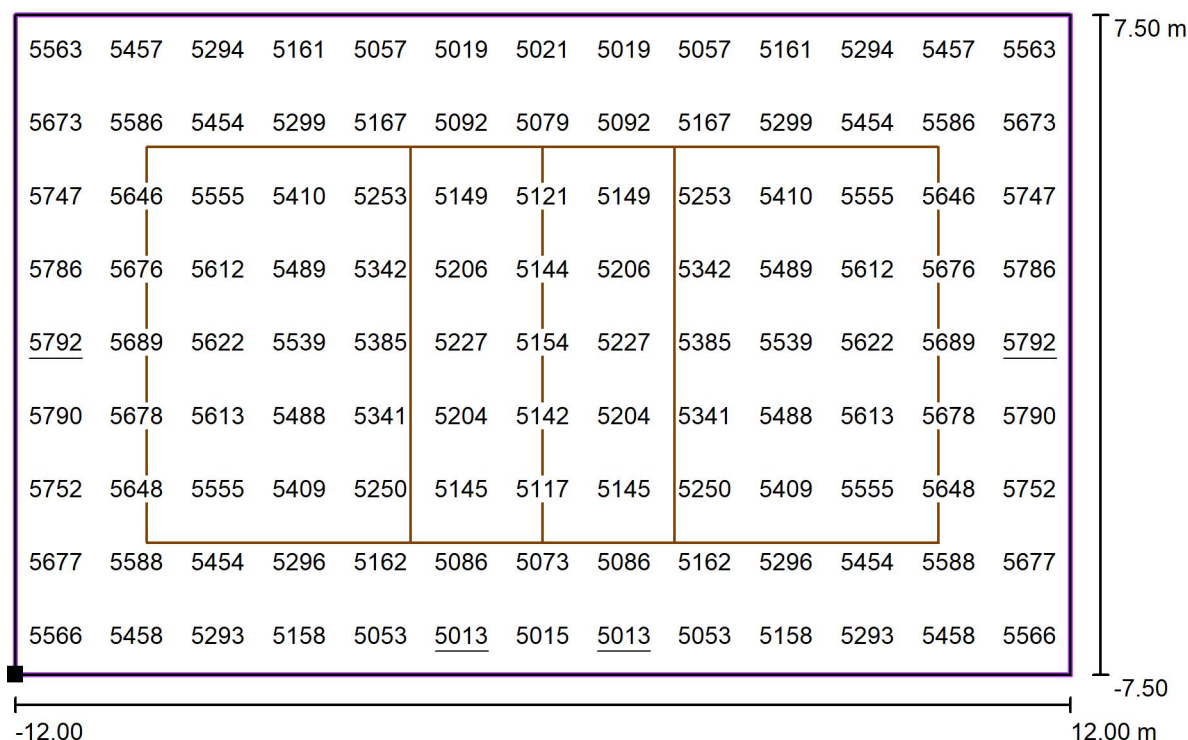 5563 5457 5294 5161 5057 5019 5021 5019 5057 5161 5294 5457 5563
7.50 m
5673 5586 5454 5299 5167 5092 5079 5092 5167 5299 5454 5586 5673
5747 5646 5555 5410 5253 5149 5121 5149 5253 5410 5555 5646 5747
5786 5676 5612 5489 5342 5206 5144 5206 5342 5489 5612 5676 5786
5792 5689 5622 5539 5385 5227 5154 5227 5385 5539 5622 5689 5792
5790 5678 5613 5488 5341 5204 5142 5204 5341 5488 5613 5678 5790
5752 5648 5555 5409 5250 5145 5117 5145 5250 5409 5555 5648 5752
5677 5588 5454 5296 5162 5086 5073 5086 5162 5296 5454 5588 5677
5566 5458 5293 5158 5053 5013 5015 5013 5053 5158 5293 5458 5566
-7.50
-12.00 12.00 m